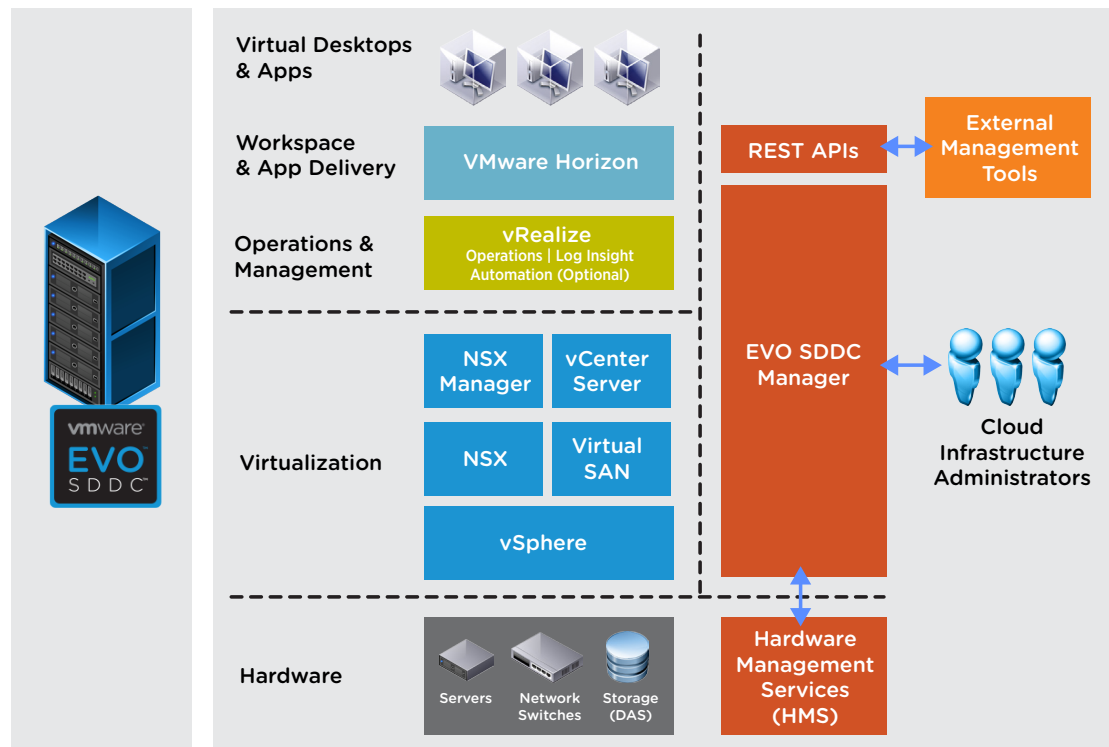 vmware
EVO™
SDDC™
Virtual Desktops
& Apps
Workspace
& App Delivery
VMware Horizon
Operations &
Management
vRealize
Operations | Log Insight
Automation (Optional)
Virtualization
NSX
Manager
vCenter
Server
NSX
Virtual
SAN
vSphere
Hardware
Servers
Network
Switches
Storage
(DAS)
REST APIs
External
Management
Tools
EVO SDDC
Manager
Cloud
Infrastructure
Administrators
Hardware
Management
Services
(HMS)